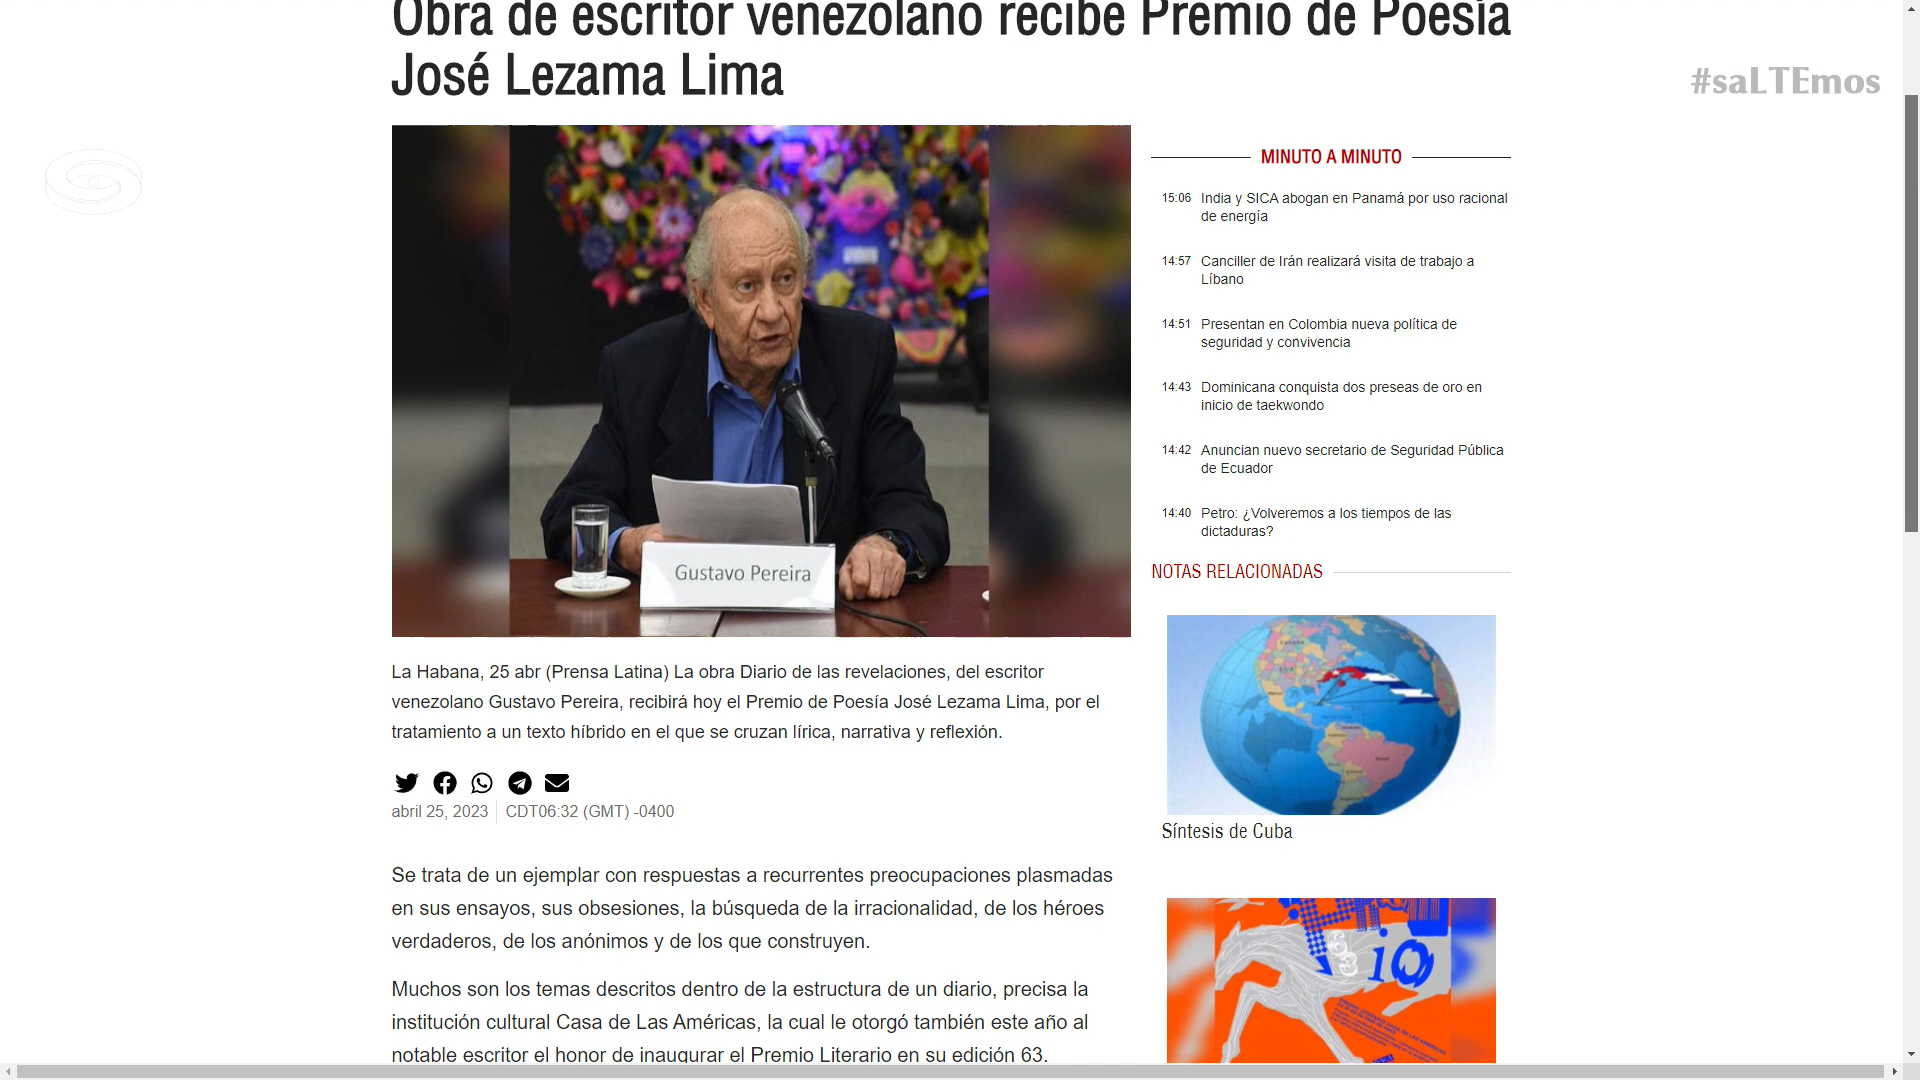 Obra de escritor venezolano recibe Premio de Poesía
José Lezama Lima
#saLTEmos
Gustavo Pereira
La Habana, 25 abr (Prensa Latina) La obra Diario de las revelaciones, del escritor
venezolano Gustavo Pereira, recibirá hoy el Premio de Poesía José Lezama Lima, por el
tratamiento a un texto híbrido en el que se cruzan lírica, narrativa y reflexión.
abril 25, 2023
CDT06:32 (GMT) -0400
Se trata de un ejemplar con respuestas a recurrentes preocupaciones plasmadas
en sus ensayos, sus obsesiones, la búsqueda de la irracionalidad, de los héroes
verdaderos, de los anónimos y de los que construyen.
Muchos son los temas descritos dentro de la estructura de un diario, precisa la
institución cultural Casa de Las Américas, la cual le otorgó también este año al
notable escritor el honor de inaugurar el Premio Literario en su edición 63.
MINUTO A MINUTO
15:06 India y SICA abogan en Panamá por uso racional
de energía
14:57 Canciller de Irán realizará visita de trabajo a
Líbano
14:51 Presentan en Colombia nueva política de
seguridad y convivencia
14:43 Dominicana conquista dos preseas de oro en
inicio de taekwondo
14:42 Anuncian nuevo secretario de Seguridad Pública
de Ecuador
14:40 Petro: ¿Volveremos a los tiempos de las
dictaduras?
NOTAS RELACIONADAS
Síntesis de Cuba